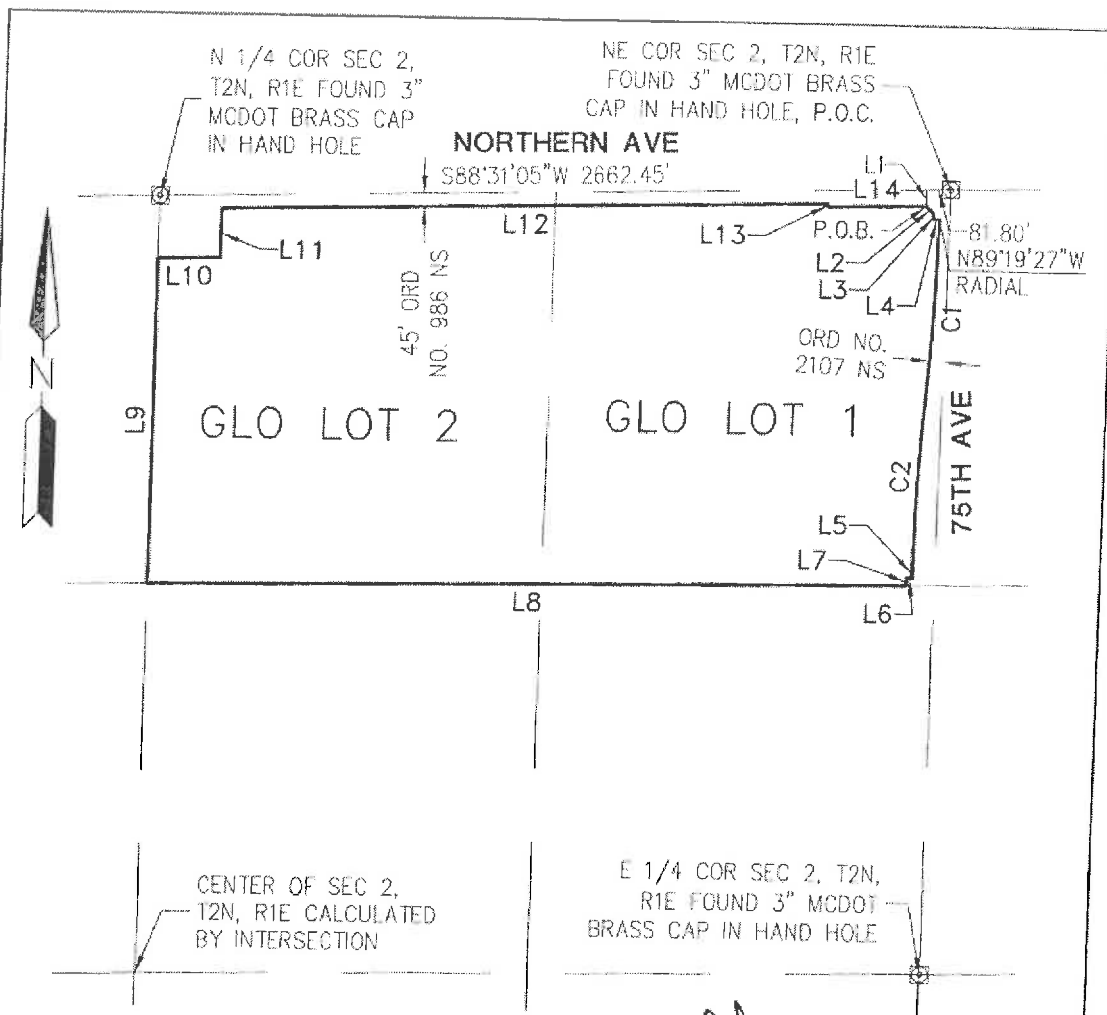 N 1/4 COR SEC 2,
T2N, R1E FOUND 3"
MCDOT BRASS CAP
IN HAND HOLE
NE COR SEC 2, T2N, R1E
FOUND 3" MCDOT BRASS
CAP IN HAND HOLE, P.O.C.
NORTHERN AVE
S88°31'05"W 2662.45'
L1
L14
L12
L13
P.O.B.
81.80'
N89°19'27"W
RADIAL
L11
L10
L2
L3
L4
C1
45' ORD
NO. 986 NS
ORD NO.
2107 NS
N
L9
GLO LOT 2
GLO LOT 1
75TH AVE
C2
L5
L7
L8
L6
CENTER OF SEC 2,
T2N, R1E CALCULATED
BY INTERSECTION
E 1/4 COR SEC 2, T2N,
R1E FOUND 3" MCDOT
BRASS CAP IN HAND HOLE